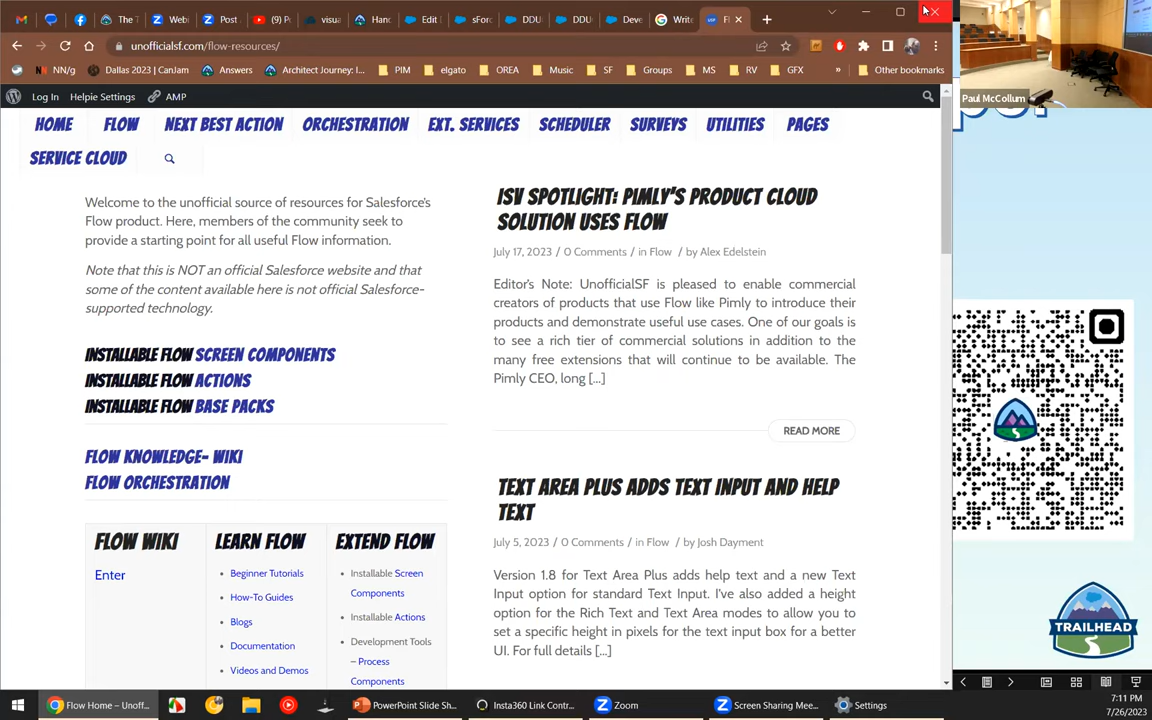 The T
Webi
Post
(9) P
visua
Hand
Edit
sForc
DDU
DDU
Deve
Write
unofficialsf.com/flow-resources/
NN/g
Dallas 2023 | CanJam
Answers
Architect Journey: I...
PIM
elgato
OREA
Music
SF
Groups
MS
RV
GFX
»
Other bookmarks
Log In
Helpie Settings
AMP
Paul McCollum
HOME
FLOW
NEXT BEST ACTION
ORCHESTRATION
EXT. SERVICES
SCHEDULER
SURVEYS
UTILITIES
PAGES
SERVICE CLOUD
Welcome to the unofficial source of resources for Salesforce's
Flow product. Here, members of the community seek to
provide a starting point for all useful Flow information.
Note that this is NOT an official Salesforce website and that
some of the content available here is not official Salesforce-
supported technology.
INSTALLABLE FLOW SCREEN COMPONENTS
INSTALLABLE FLOW ACTIONS
INSTALLABLE FLOW BASE PACKS
FLOW KNOWLEDGE- WIKI
FLOW ORCHESTRATION
FLOW WIKI
Enter
LEARN FLOW
Beginner Tutorials
How-To Guides
Blogs
Documentation
Videos and Demos
EXTEND FLOW
Installable Screen
Components
Installable Actions
Development Tools
– Process
Components
ISV SPOTLIGHT: PIMLY'S PRODUCT CLOUD
SOLUTION USES FLOW
July 17, 2023 / 0 Comments / in Flow / by Alex Edelstein
Editor's Note: UnofficialSF is pleased to enable commercial
creators of products that use Flow like Pimly to introduce their
products and demonstrate useful use cases. One of our goals is
to see a rich tier of commercial solutions in addition to the
many free extensions that will continue to be available. The
Pimly CEO, long [...]
READ MORE
TEXT AREA PLUS ADDS TEXT INPUT AND HELP
TEXT
July 5, 2023 / 0 Comments / in Flow / by Josh Dayment
Version 1.8 for Text Area Plus adds help text and a new Text
Input option for standard Text Input. I've also added a height
option for the Rich Text and Text Area modes to allow you to
set a specific height in pixels for the text input box for a better
UI. For full details [...]
TRAILHEAD
Flow Home – Unoff...
PowerPoint Slide Sh...
Insta360 Link Contr...
Zoom
Screen Sharing Mee...
Settings
7:11 PM
7/26/2023